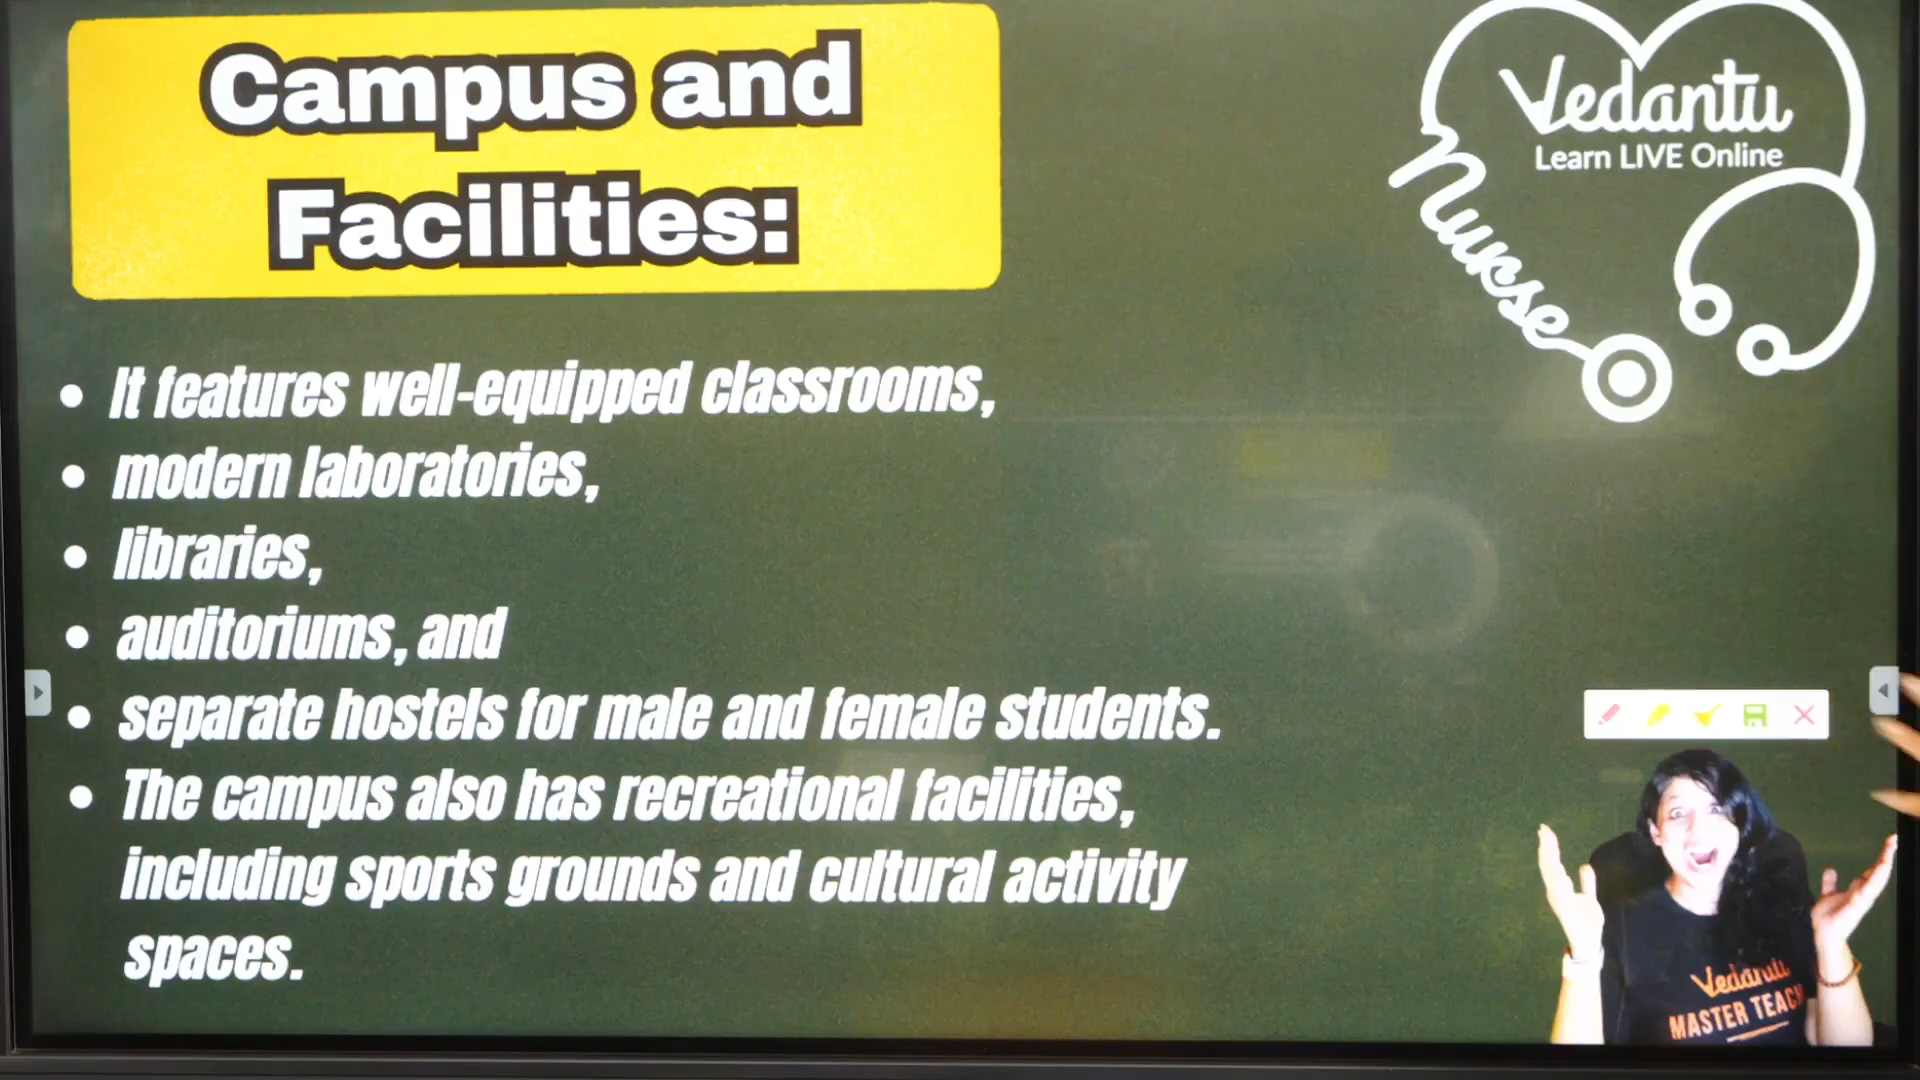 Campus and
Facilities:
Vedantu
Learn LIVE Online
Nurse
• It features well-equipped classrooms,
• modern laboratories,
• libraries,
• auditoriums, and
• separate hostels for male and female students.
• The campus also has recreational facilities,
including sports grounds and cultural activity
spaces.
Vedantu
MASTER